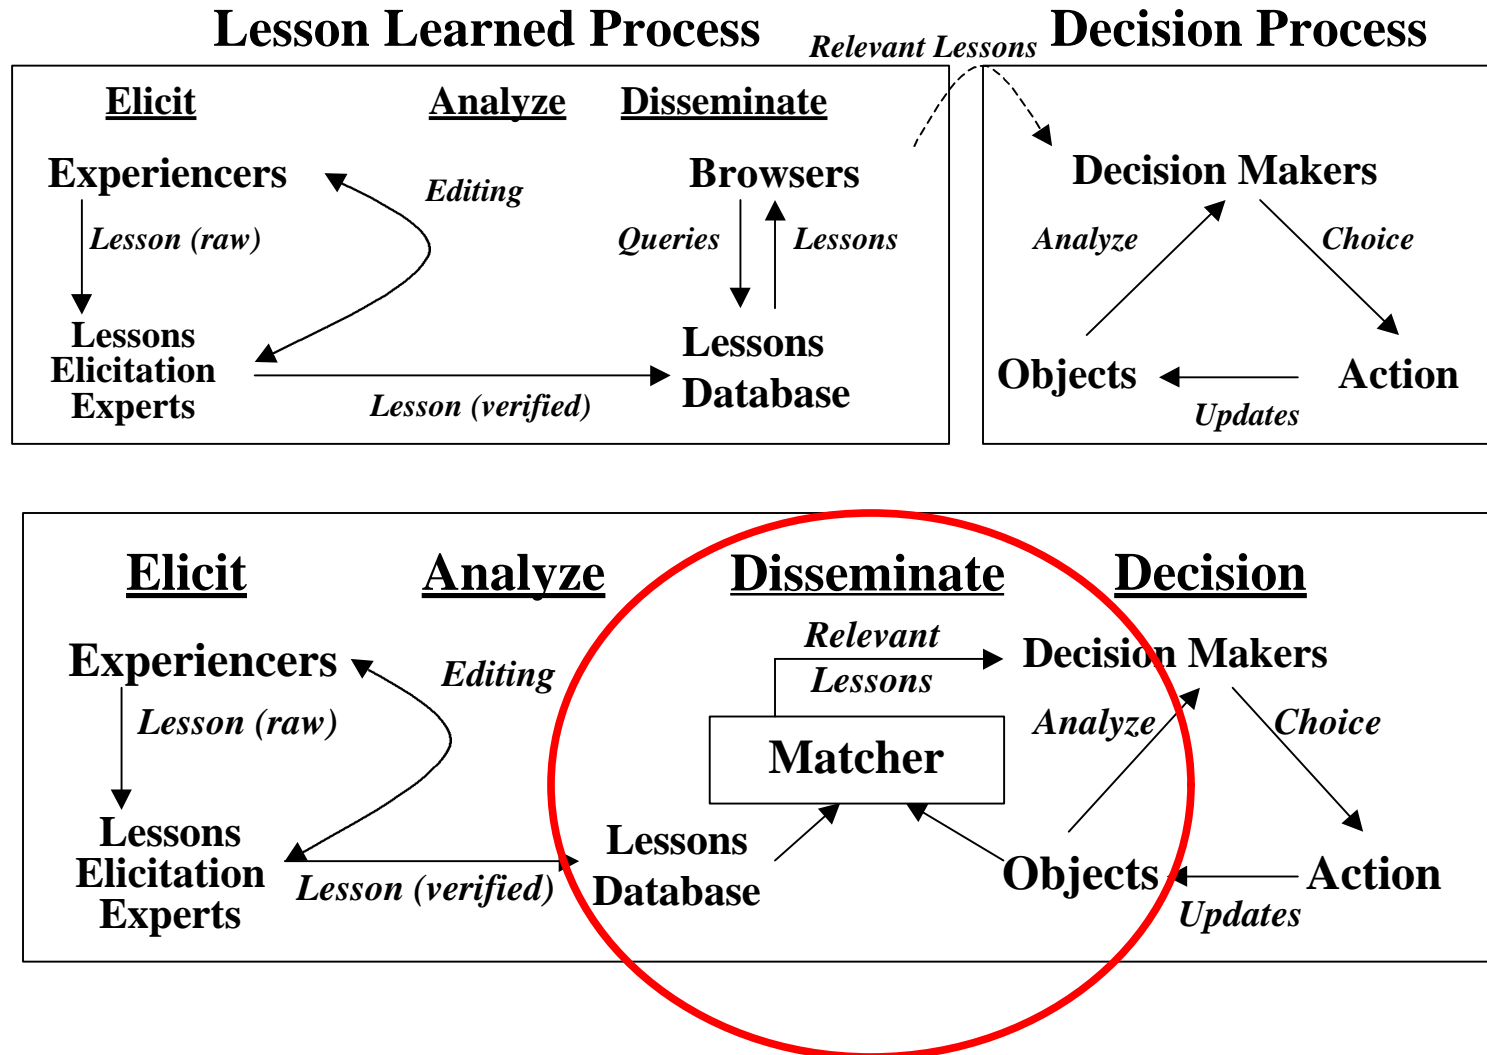 Lesson Learned Process
Decision Process
Relevant Lessons
Elicit
Analyze
Disseminate
Experiencers
Editing
Browsers
Lesson (raw)
Queries
Lessons
Lessons
Elicitation
Experts
Lesson (verified)
Lessons
Database
Decision Makers
Analyze
Choice
Objects
Action
Updates
Elicit
Analyze
Disseminate
Decision
Experiencers
Editing
Lesson (raw)
Lessons
Elicitation
Experts
Lesson (verified)
Relevant
Lessons
Matcher
Lessons
Database
Decision Makers
Analyze
Choice
Objects
Action
Updates